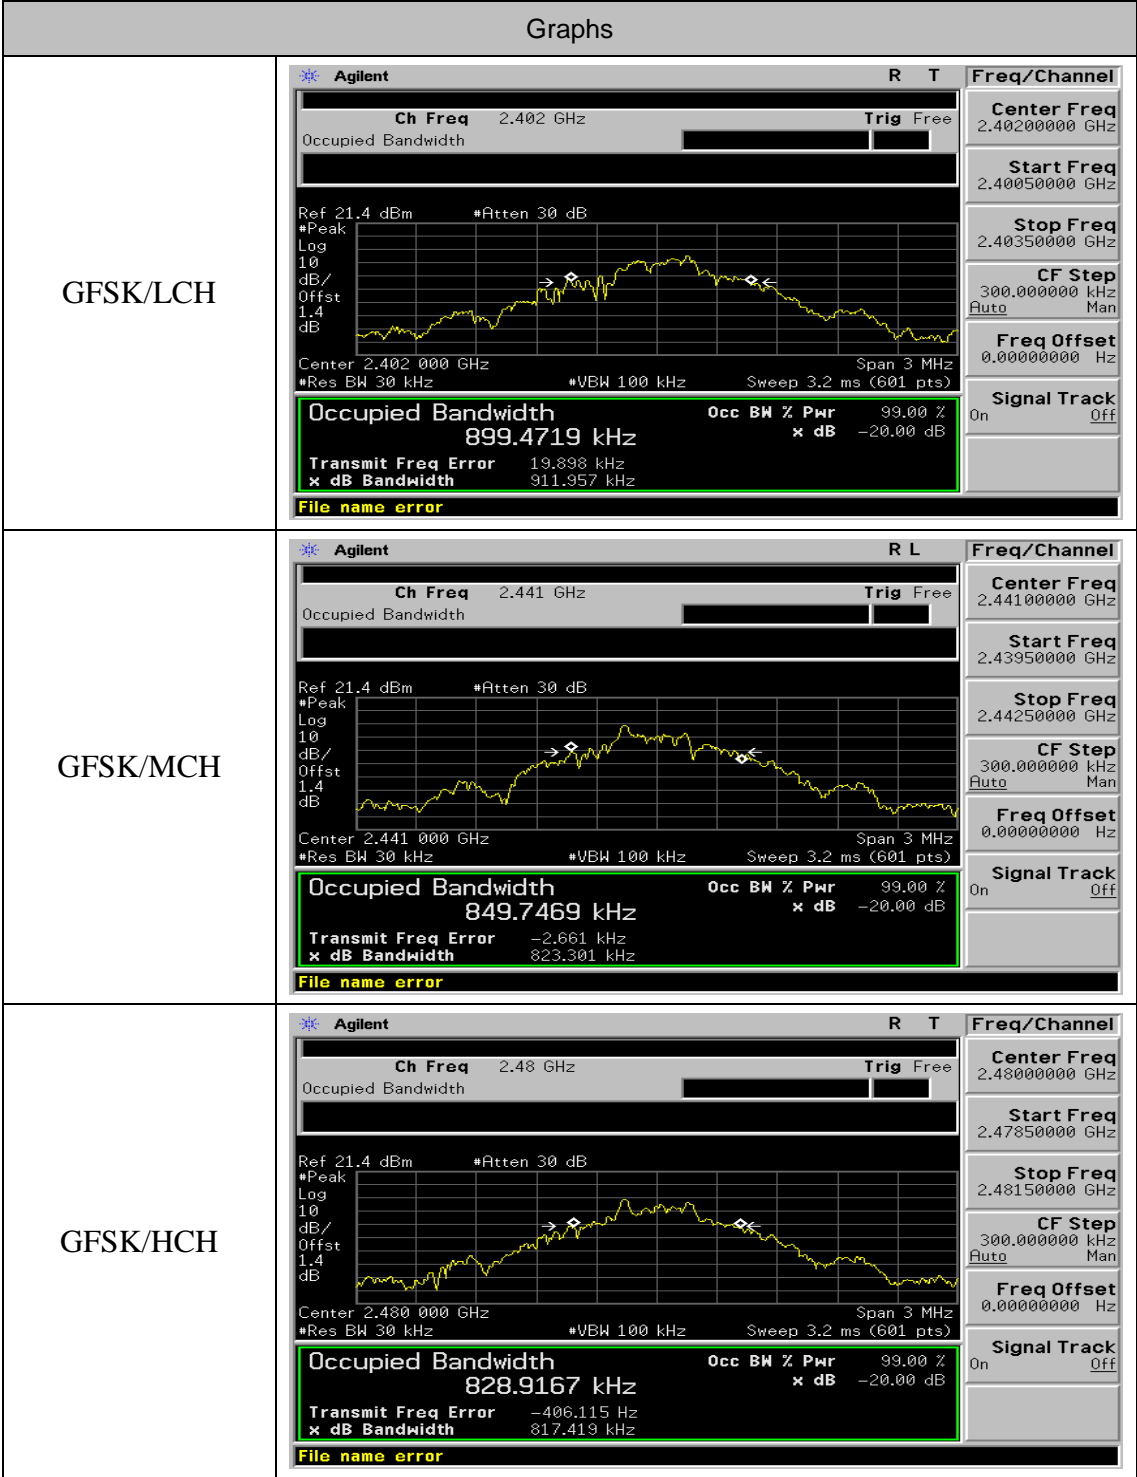 Graphs
GFSK/LCH
Agilent R T Freq/Channel
Ch Freq 2.402 GHz Trig Free
Occupied Bandwidth
Center Freq
2.40200000 GHz
Start Freq
2.40050000 GHz
Stop Freq
2.40350000 GHz
CF Step
300.000000 kHz
Auto Man
Freq Offset
0.00000000 Hz
Signal Track
On Off
Ref 21.4 dBm #Atten 30 dB
#Peak
Log
10
dB/
Offst
1.4
dB
Center 2.402 000 GHz Span 3 MHz
#Res BW 30 kHz #VBW 100 kHz Sweep 3.2 ms (601 pts)
Occupied Bandwidth Occ BW % Pwr 99.00 %
899.4719 kHz x dB -20.00 dB
Transmit Freq Error 19.898 kHz
x dB Bandwidth 911.957 kHz
File name error
GFSK/MCH
Agilent R L Freq/Channel
Ch Freq 2.441 GHz Trig Free
Occupied Bandwidth
Center Freq
2.44100000 GHz
Start Freq
2.43950000 GHz
Stop Freq
2.44250000 GHz
CF Step
300.000000 kHz
Auto Man
Freq Offset
0.00000000 Hz
Signal Track
On Off
Ref 21.4 dBm #Atten 30 dB
#Peak
Log
10
dB/
Offst
1.4
dB
Center 2.441 000 GHz Span 3 MHz
#Res BW 30 kHz #VBW 100 kHz Sweep 3.2 ms (601 pts)
Occupied Bandwidth Occ BW % Pwr 99.00 %
849.7469 kHz x dB -20.00 dB
Transmit Freq Error -2.661 kHz
x dB Bandwidth 823.301 kHz
File name error
GFSK/HCH
Agilent R T Freq/Channel
Ch Freq 2.48 GHz Trig Free
Occupied Bandwidth
Center Freq
2.48000000 GHz
Start Freq
2.47850000 GHz
Stop Freq
2.48150000 GHz
CF Step
300.000000 kHz
Auto Man
Freq Offset
0.00000000 Hz
Signal Track
On Off
Ref 21.4 dBm #Atten 30 dB
#Peak
Log
10
dB/
Offst
1.4
dB
Center 2.480 000 GHz Span 3 MHz
#Res BW 30 kHz #VBW 100 kHz Sweep 3.2 ms (601 pts)
Occupied Bandwidth Occ BW % Pwr 99.00 %
828.9167 kHz x dB -20.00 dB
Transmit Freq Error -406.115 Hz
x dB Bandwidth 817.419 kHz
File name error